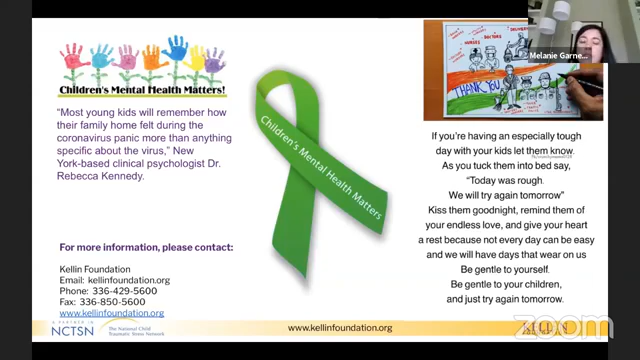 Children's Mental Health Matters!
"Most young kids will remember how
their family home felt during the
coronavirus panic more than anything
specific about the virus," New
York-based clinical psychologist Dr.
Rebecca Kennedy.
For more information, please contact:
Kellin Foundation
Email: kellinfoundation.org
Phone: 336-429-5600
Fax: 336-850-5600
www.kellinfoundation.org
A PARTNER IN
NCTSN
The National Child
Traumatic Stress Network
Children's Mental Health Matters
www.kellinfoundation.org
NURSES
DOCTORS
THANK YOU
Melanie Garne...
If you're having an especially tough
day with your kids let them know.
As you tuck them into bed say,
"Today was rough.
We will try again tomorrow"
Kiss them goodnight, remind them of
your endless love, and give your heart
a rest because not every day can be easy
and we will have days that wear on us
Be gentle to yourself.
Be gentle to your children,
and just try again tomorrow.
KELLIN
zoom